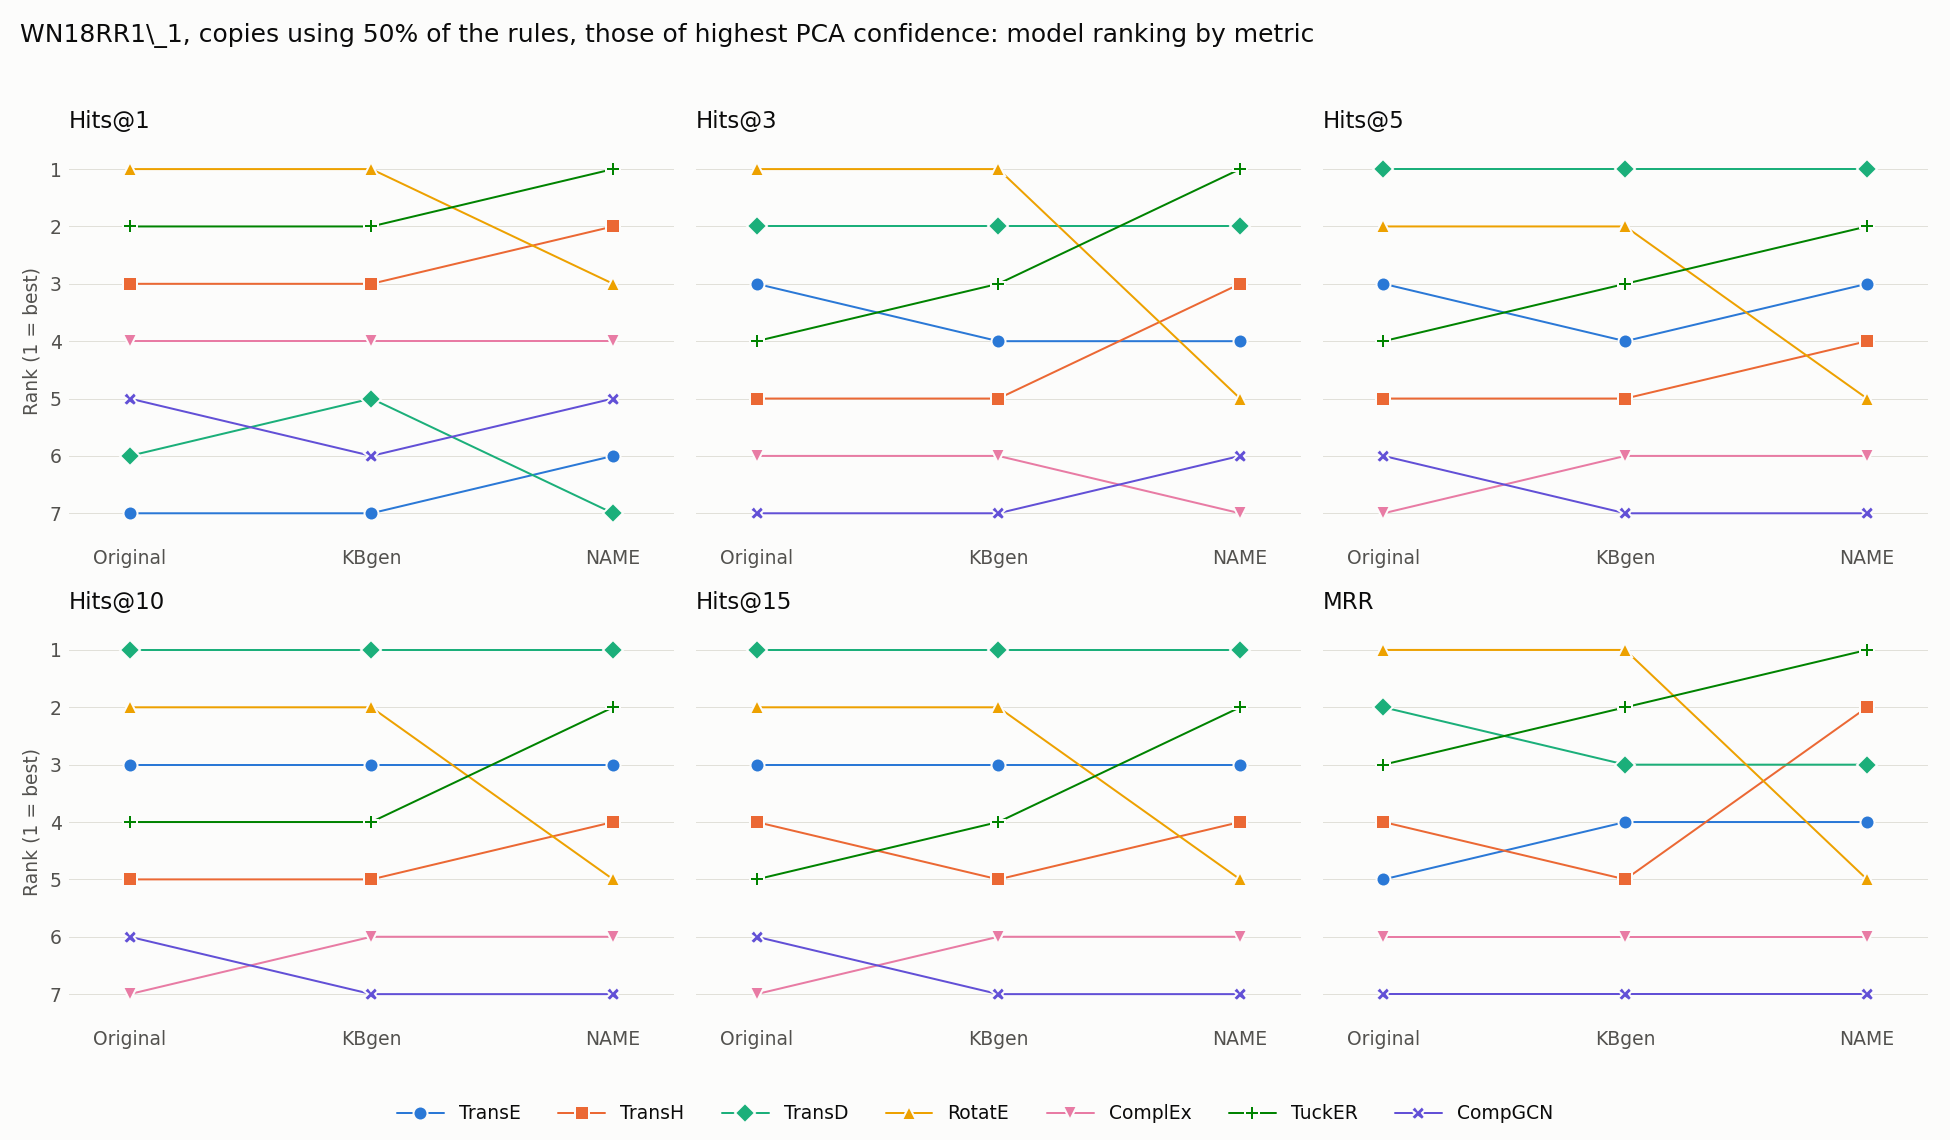 WN18RR1\_1, copies using 50% of the rules, those of highest PCA confidence: model ranking by metric
Hits@1
Hits@3
Hits@5
Rank (1 = best)
1
2
3
4
5
6
7
Original
KBgen
NAME
Original
KBgen
NAME
Original
KBgen
NAME
Hits@10
Hits@15
MRR
Rank (1 = best)
1
2
3
4
5
6
7
Original
KBgen
NAME
Original
KBgen
NAME
Original
KBgen
NAME
TransE
TransH
TransD
RotatE
ComplEx
TuckER
CompGCN